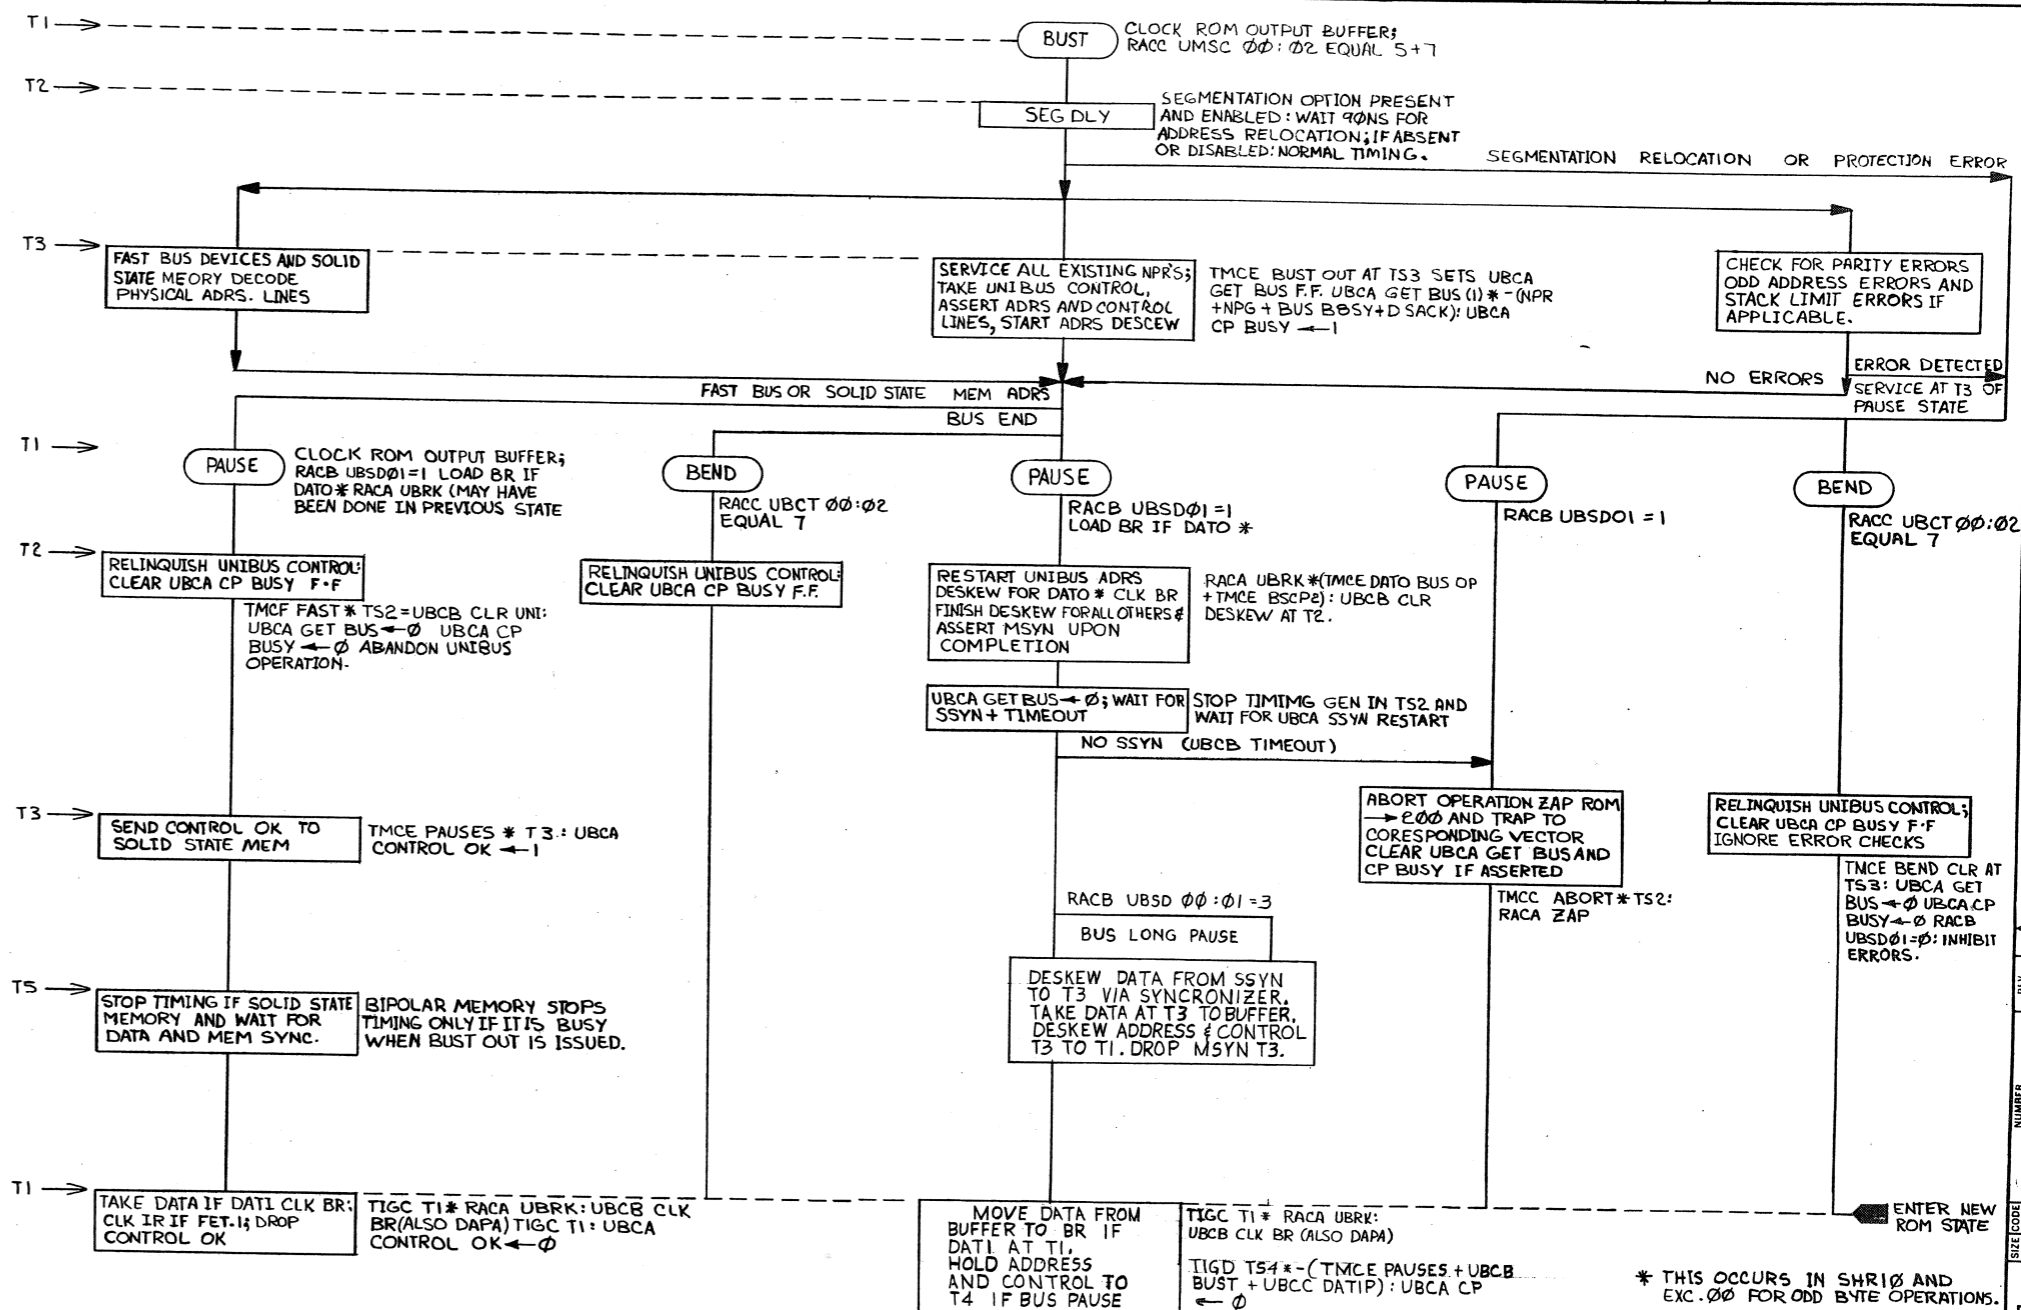 T1
BUST
CLOCK ROM OUTPUT BUFFER;
RACC UMSC ØØ:Ø2 EQUAL 5+7
T2
SEG DLY
SEGMENTATION OPTION PRESENT
AND ENABLED: WAIT 9ØNS FOR
ADDRESS RELOCATION; IF ABSENT
OR DISABLED: NORMAL TIMING.
SEGMENTATION RELOCATION OR PROTECTION ERROR
T3
FAST BUS DEVICES AND SOLID
STATE MEORY DECODE
PHYSICAL ADRS. LINES
SERVICE ALL EXISTING NPR'S;
TAKE UNIBUS CONTROL,
ASSERT ADRS AND CONTROL
LINES, START ADRS DESCEW
TMCE BUST OUT AT TS3 SETS UBCA
GET BUS F.F. UBCA GET BUS (1) * -(NPR
+NPG + BUS BBSY+D SACK): UBCA
CP BUSY ←1
CHECK FOR PARITY ERRORS
ODD ADDRESS ERRORS AND
STACK LIMIT ERRORS IF
APPLICABLE.
FAST BUS OR SOLID STATE MEM ADRS
BUS END
NO ERRORS
ERROR DETECTED
SERVICE AT T3 OF
PAUSE STATE
T1
PAUSE
CLOCK ROM OUTPUT BUFFER;
RACB UBSDØ1=1 LOAD BR IF
DATO * RACA UBRK (MAY HAVE
BEEN DONE IN PREVIOUS STATE
BEND
RACC UBCT ØØ:Ø2
EQUAL 7
PAUSE
RACB UBSDØ1 =1
LOAD BR IF DATO *
PAUSE
RACB UBSDO1 = 1
BEND
RACC UBCT ØØ:Ø2
EQUAL 7
T2
RELINQUISH UNIBUS CONTROL:
CLEAR UBCA CP BUSY F·F
TMCF FAST * TS2=UBCB CLR UNI:
UBCA GET BUS←Ø UBCA CP
BUSY ←Ø ABANDON UNIBUS
OPERATION.
RELINQUISH UNIBUS CONTROL:
CLEAR UBCA CP BUSY F.F.
RESTART UNIBUS ADRS
DESKEW FOR DATO * CLK BR
FINISH DESKEW FOR ALL OTHERS &
ASSERT MSYN UPON
COMPLETION
RACA UBRK *(TMCE DATO BUS OP
+TMCE BSCP2): UBCB CLR
DESKEW AT T2.
UBCA GET BUS← Ø; WAIT FOR
SSYN+ TIMEOUT
STOP TIMIMG GEN IN TS2 AND
WAIT FOR UBCA SSYN RESTART
NO SSYN (UBCB TIMEOUT)
T3
SEND CONTROL OK TO
SOLID STATE MEM
TMCE PAUSES * T3: UBCA
CONTROL OK ←1
ABORT OPERATION ZAP ROM
→ 2ØØ AND TRAP TO
CORESPONDING VECTOR
CLEAR UBCA GET BUS AND
CP BUSY IF ASSERTED
TMCC ABORT * TS2:
RACA ZAP
RELINQUISH UNIBUS CONTROL;
CLEAR UBCA CP BUSY F·F
IGNORE ERROR CHECKS
TMCE BEND CLR AT
TS3: UBCA GET
BUS←Ø UBCA CP
BUSY←Ø RACB
UBSDØ1=Ø: INHIBIT
ERRORS.
RACB UBSD ØØ:Ø1 =3
BUS LONG PAUSE
DESKEW DATA FROM SSYN
TO T3 VIA SYNCRONIZER.
TAKE DATA AT T3 TO BUFFER.
DESKEW ADDRESS & CONTROL
T3 TO T1. DROP MSYN T3.
T5
STOP TIMING IF SOLID STATE
MEMORY AND WAIT FOR
DATA AND MEM SYNC.
BIPOLAR MEMORY STOPS
TIMING ONLY IF IT IS BUSY
WHEN BUST OUT IS ISSUED.
T1
TAKE DATA IF DATI CLK BR:
CLK IR IF FET.1; DROP
CONTROL OK
TIGC T1 * RACA UBRK: UBCB CLK
BR(ALSO DAPA) TIGC T1: UBCA
CONTROL OK←Ø
MOVE DATA FROM
BUFFER TO BR IF
DATI AT T1.
HOLD ADDRESS
AND CONTROL TO
T4 IF BUS PAUSE
TIGC T1 * RACA UBRK:
UBCB CLK BR (ALSO DAPA)
TIGD TS4 * -(TMCE PAUSES + UBCB
BUST + UBCC DATIP): UBCA CP
← Ø
ENTER NEW
ROM STATE
* THIS OCCURS IN SHR1Ø AND
EXC.ØØ FOR ODD BYTE OPERATIONS.
NUMBER
SIZE CODE